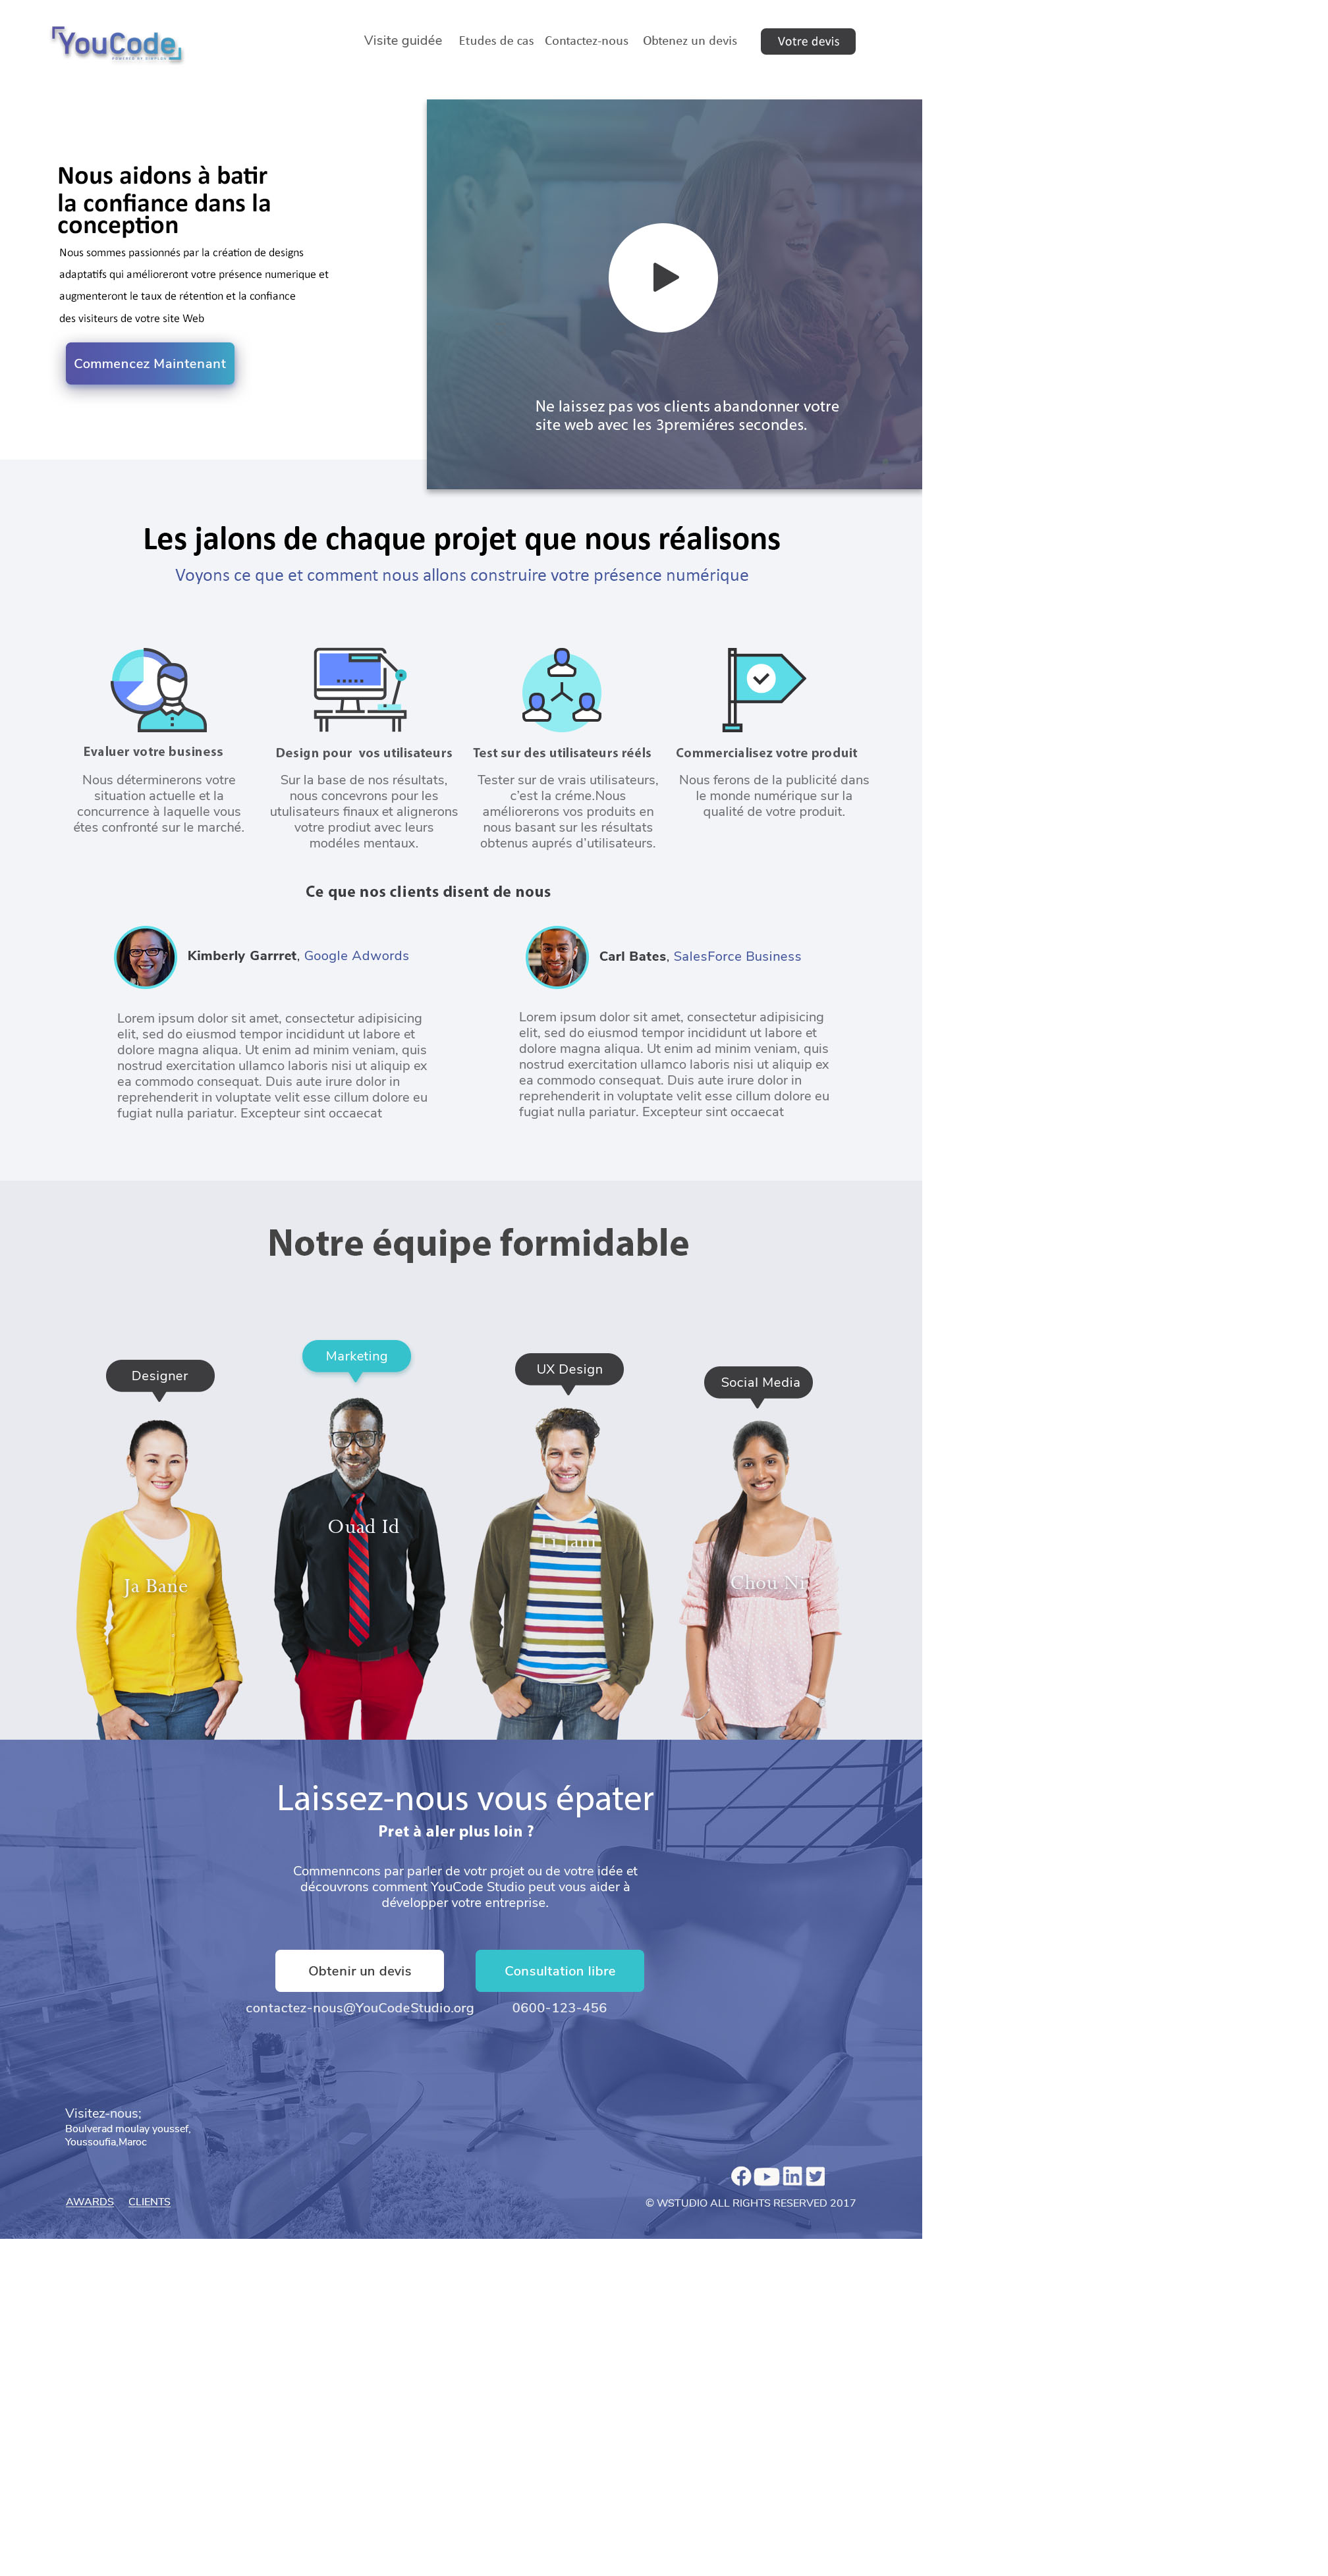 YouCode
POWERED BY SIMPLON
Visite guidée Etudes de cas Contactez-nous Obtenez un devis Votre devis
Nous aidons à batir
la confiance dans la
conception
Nous sommes passionnés par la création de designs
adaptatifs qui amélioreront votre présence numerique et
augmenteront le taux de rétention et la confiance
des visiteurs de votre site Web
Commencez Maintenant
Ne laissez pas vos clients abandonner votre
site web avec les 3premiéres secondes.
Les jalons de chaque projet que nous réalisons
Voyons ce que et comment nous allons construire votre présence numérique
Evaluer votre business
Nous déterminerons votre
situation actuelle et la
concurrence à laquelle vous
étes confronté sur le marché.
Design pour vos utilisateurs
Sur la base de nos résultats,
nous concevrons pour les
utulisateurs finaux et alignerons
votre prodiut avec leurs
modéles mentaux.
Test sur des utilisateurs rééls
Tester sur de vrais utilisateurs,
c'est la créme.Nous
améliorerons vos produits en
nous basant sur les résultats
obtenus auprés d'utilisateurs.
Commercialisez votre produit
Nous ferons de la publicité dans
le monde numérique sur la
qualité de votre produit.
Ce que nos clients disent de nous
Kimberly Garrret, Google Adwords
Lorem ipsum dolor sit amet, consectetur adipisicing
elit, sed do eiusmod tempor incididunt ut labore et
dolore magna aliqua. Ut enim ad minim veniam, quis
nostrud exercitation ullamco laboris nisi ut aliquip ex
ea commodo consequat. Duis aute irure dolor in
reprehenderit in voluptate velit esse cillum dolore eu
fugiat nulla pariatur. Excepteur sint occaecat
Carl Bates, SalesForce Business
Lorem ipsum dolor sit amet, consectetur adipisicing
elit, sed do eiusmod tempor incididunt ut labore et
dolore magna aliqua. Ut enim ad minim veniam, quis
nostrud exercitation ullamco laboris nisi ut aliquip ex
ea commodo consequat. Duis aute irure dolor in
reprehenderit in voluptate velit esse cillum dolore eu
fugiat nulla pariatur. Excepteur sint occaecat
Notre équipe formidable
Designer
Marketing
UX Design
Social Media
Ja Bane
Ouad Id
Ti Jani
Chou Ni
Laissez-nous vous épater
Pret à aler plus loin ?
Commenncons par parler de votr projet ou de votre idée et
découvrons comment YouCode Studio peut vous aider à
développer votre entreprise.
Obtenir un devis
Consultation libre
contactez-nous@YouCodeStudio.org
0600-123-456
Visitez-nous;
Boulverad moulay youssef,
Youssoufia,Maroc
AWARDS CLIENTS
© WSTUDIO ALL RIGHTS RESERVED 2017